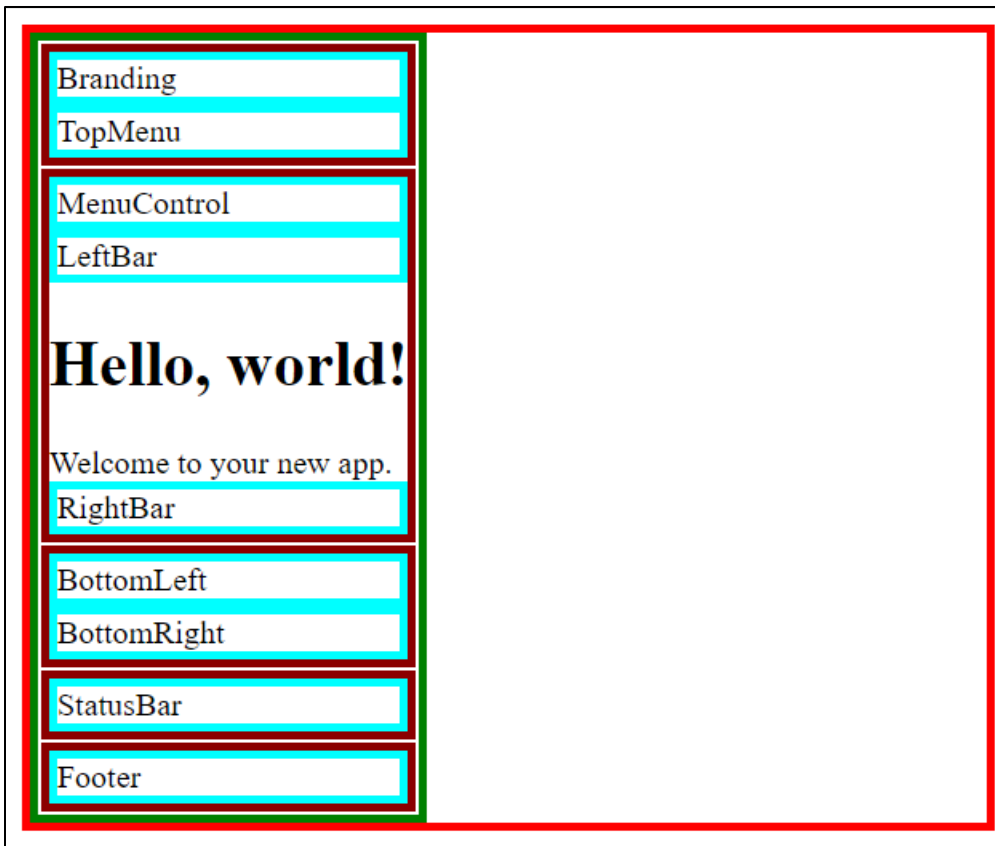 Branding
TopMenu
MenuControl
LeftBar
Hello, world!
Welcome to your new app.
RightBar
BottomLeft
BottomRight
StatusBar
Footer